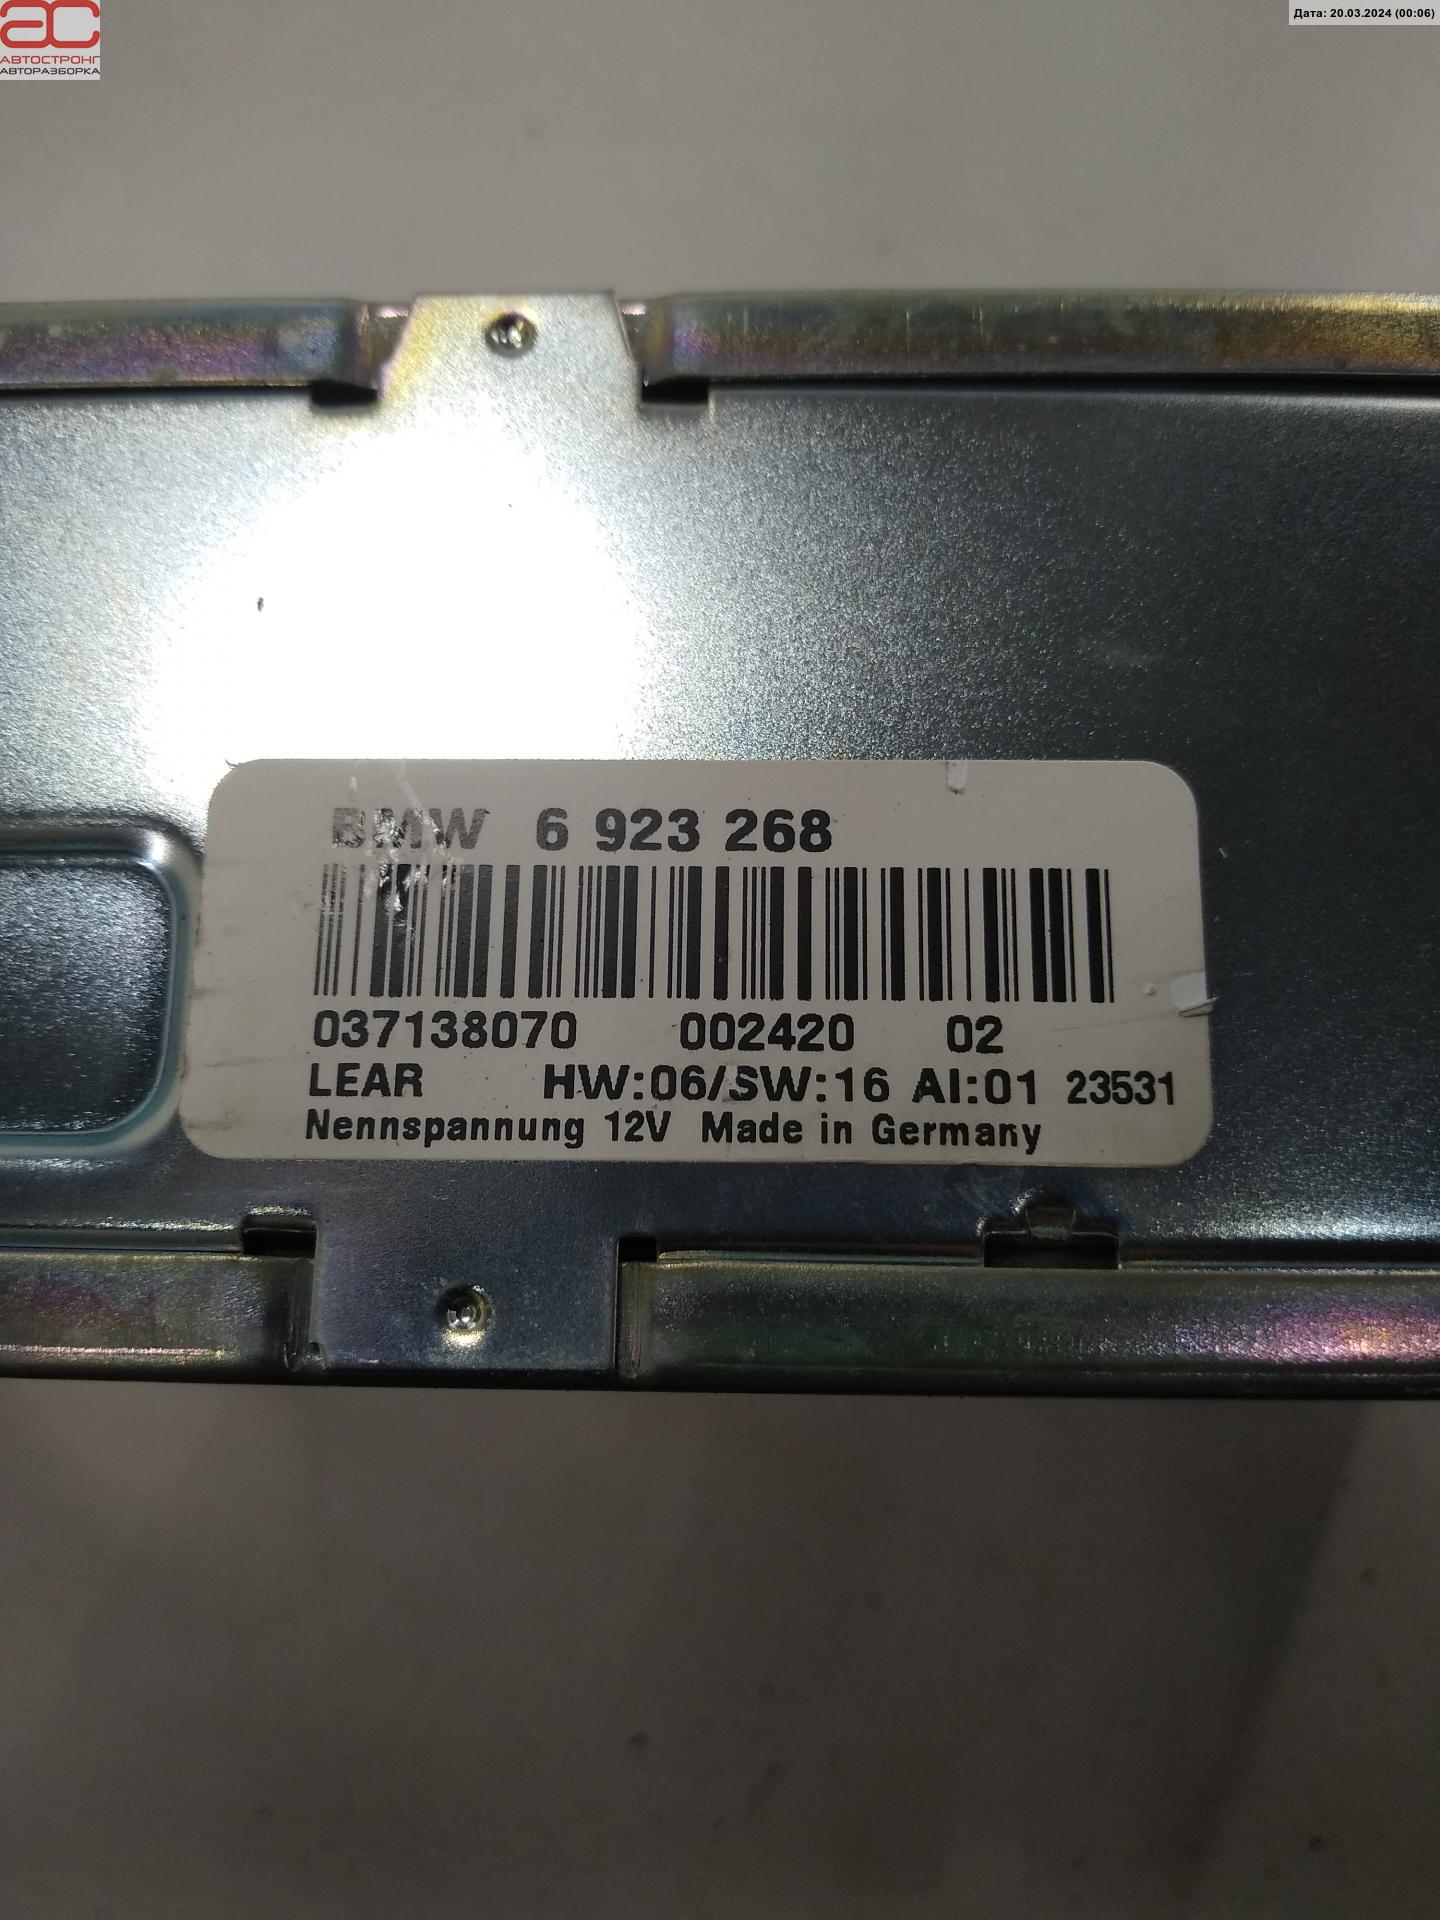 АВТОСТРОНГ
АВТОРАЗБОРКА
Дата: 20.03.2024 (00:06)
BMW 6 923 268
037138070 002420 02
LEAR HW:06/SW:16 AI:01 23531
Nennspannung 12V Made in Germany